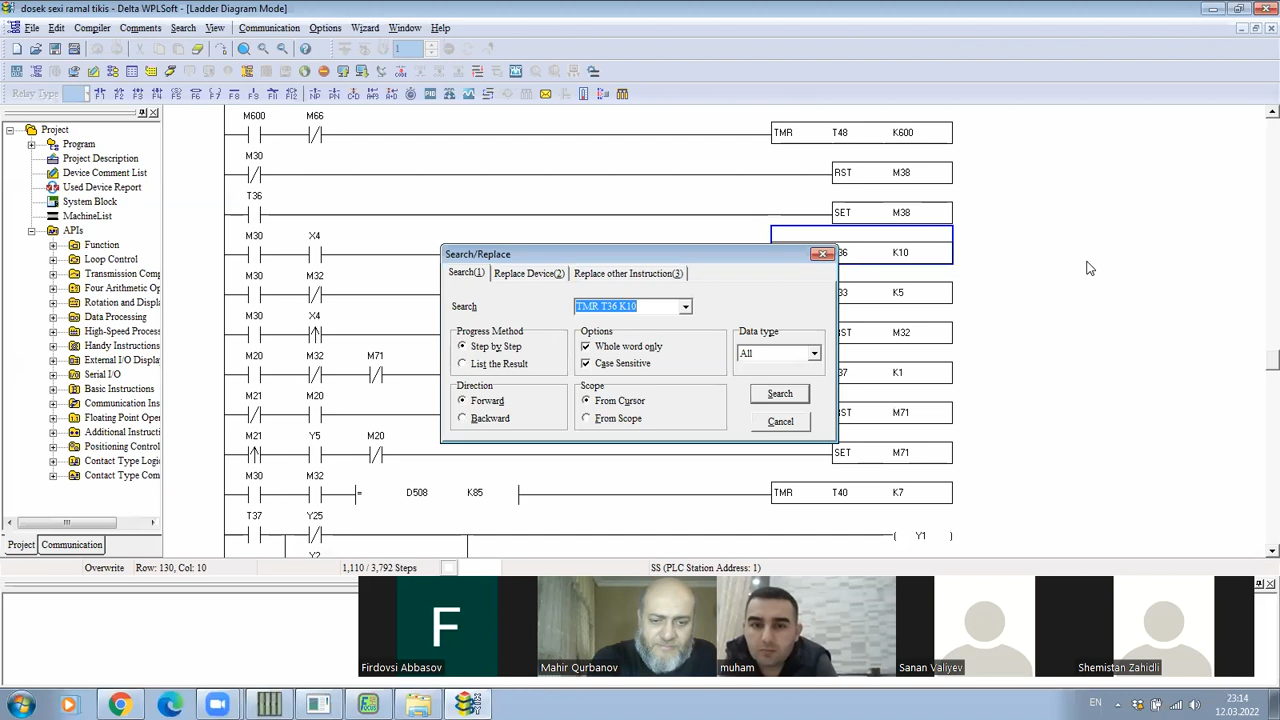 dosek sexi ramal tikis - Delta WPLSoft - [Ladder Diagram Mode]
File Edit Compiler Comments Search View Communication Options Wizard Window Help
1
Relay Type
Project
Program
Project Description
Device Comment List
Used Device Report
System Block
MachineList
APIs
Function
Loop Control
Transmission Comp
Four Arithmetic Ope
Rotation and Displa
Data Processing
High-Speed Process
Handy Instructions
External I/O Display
Serial I/O
Basic Instructions
Communication Ins
Floating Point Oper
Additional Instructi
Positioning Control
Contact Type Logic
Contact Type Com
Project Communication
M600 M66
TMR T48 K600
M30
RST M38
T36
SET M38
M30 X4
36 K10
M30 M32
33 K5
M30 X4
ST M32
M20 M32 M71
37 K1
M21 M20
ST M71
M21 Y5 M20
SET M71
M30 M32
= D508 K85
TMR T40 K7
T37 Y25
Y1
Y2
Search/Replace
Search(1) Replace Device(2) Replace other Instruction(3)
Search TMR T36 K10
Progress Method
Step by Step
List the Result
Options
Whole word only
Case Sensitive
Data type
All
Direction
Forward
Backward
Scope
From Cursor
From Scope
Search
Cancel
Overwrite Row: 130, Col: 10 1,110 / 3,792 Steps SS (PLC Station Address: 1)
F
Firdovsi Abbasov
Mahir Qurbanov
muham
Sanan Valiyev
Shemistan Zahidli
EN
23:14
12.03.2022